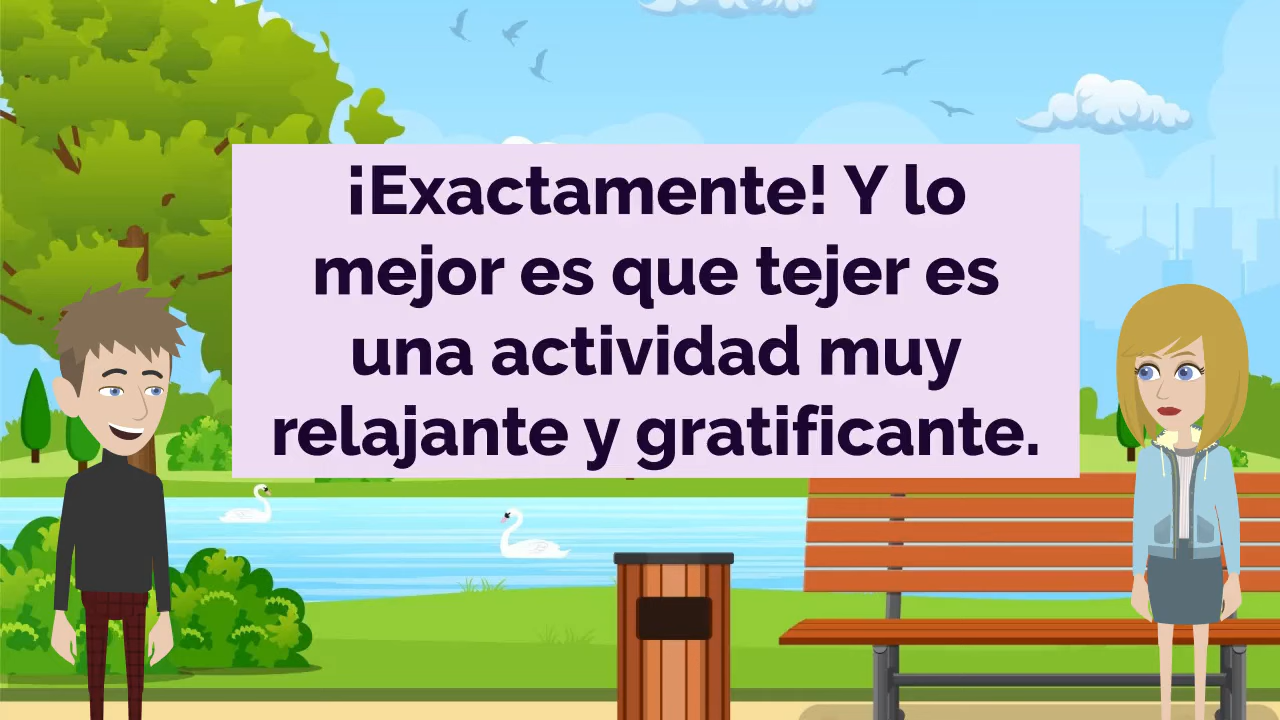 ¡Exactamente! Y lo
mejor es que tejer es
una actividad muy
relajante y gratificante.